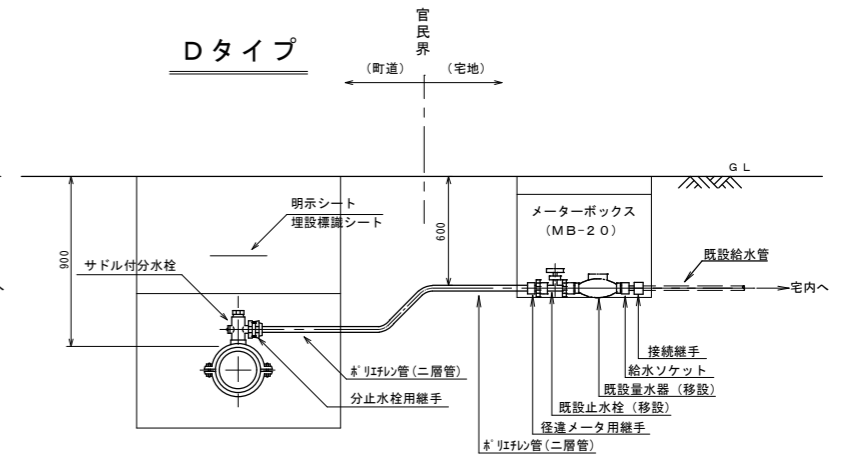 官民界
Ｄタイプ
(町道)
(宅地)
ＧＬ
明示シート
埋設標識シート
メーターボックス
(ＭＢ-２０)
600
900
サドル付分水栓
既設給水管
宅内へ
接続継手
ﾎﾟﾘｴﾁﾚﾝ管(二層管)
給水ソケット
分止水栓用継手
既設量水器 (移設)
既設止水栓 (移設)
径違メータ用継手
ﾎﾟﾘｴﾁﾚﾝ管(二層管)